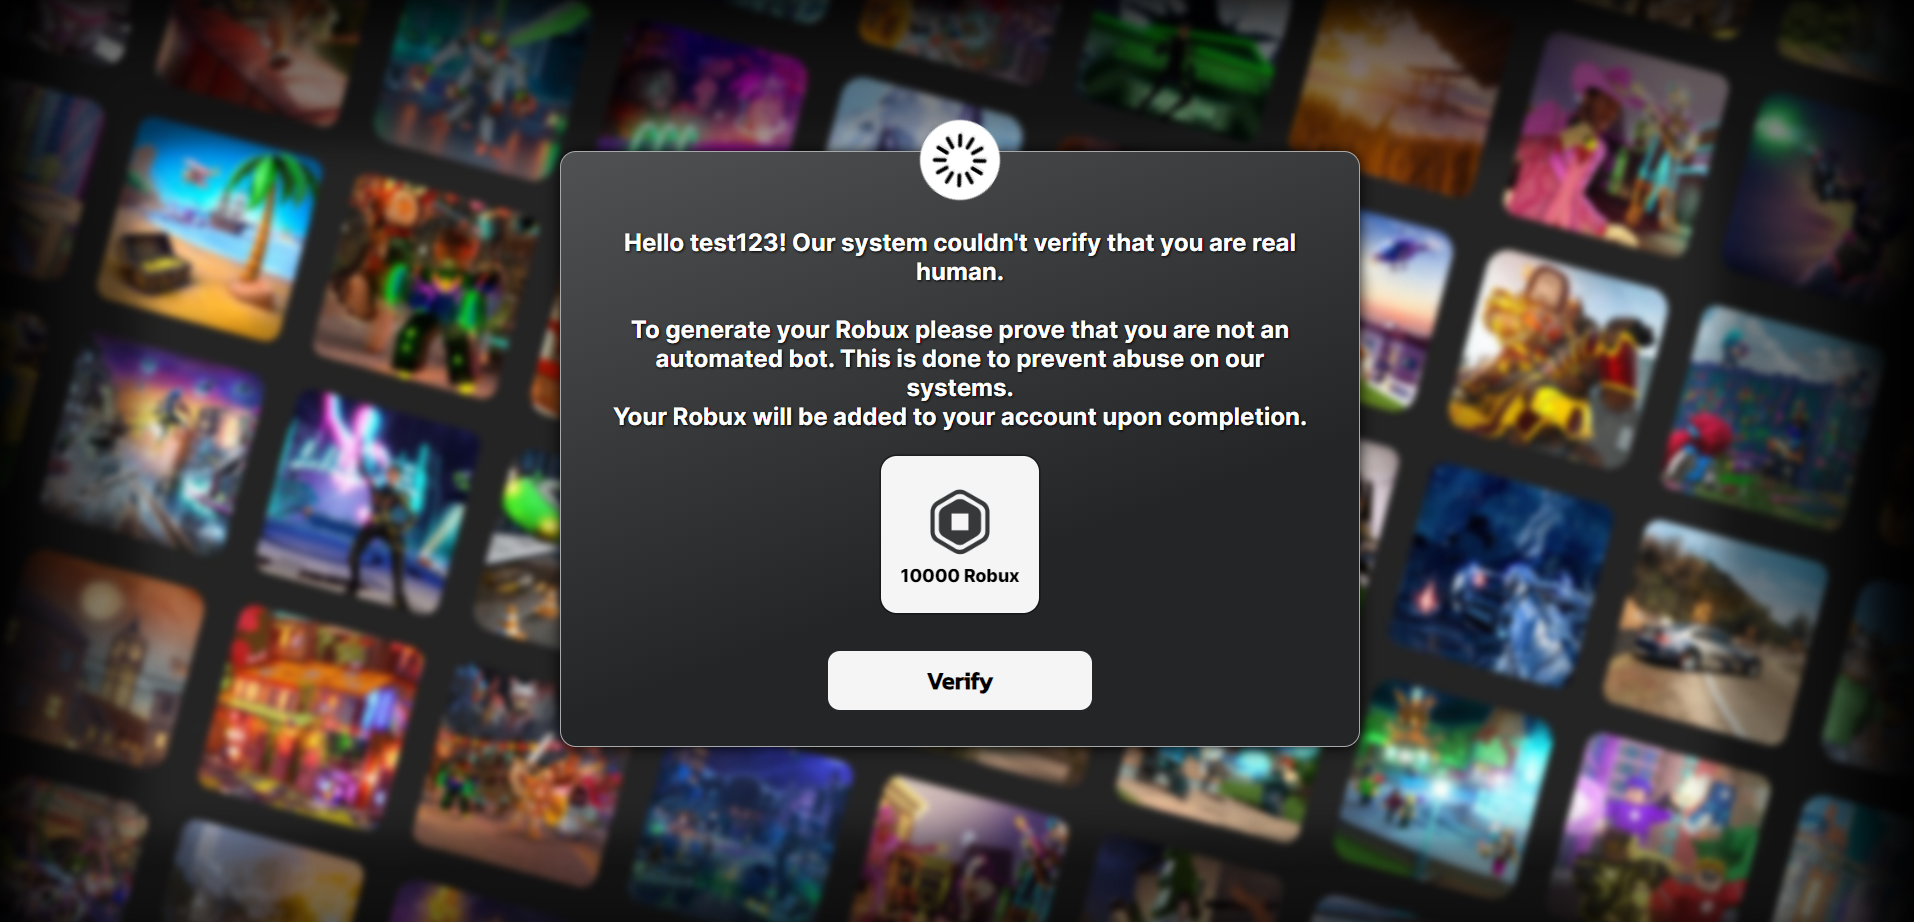 Hello test123! Our system couldn't verify that you are real
human.
To generate your Robux please prove that you are not an
automated bot. This is done to prevent abuse on our
systems.
Your Robux will be added to your account upon completion.
10000 Robux
Verify